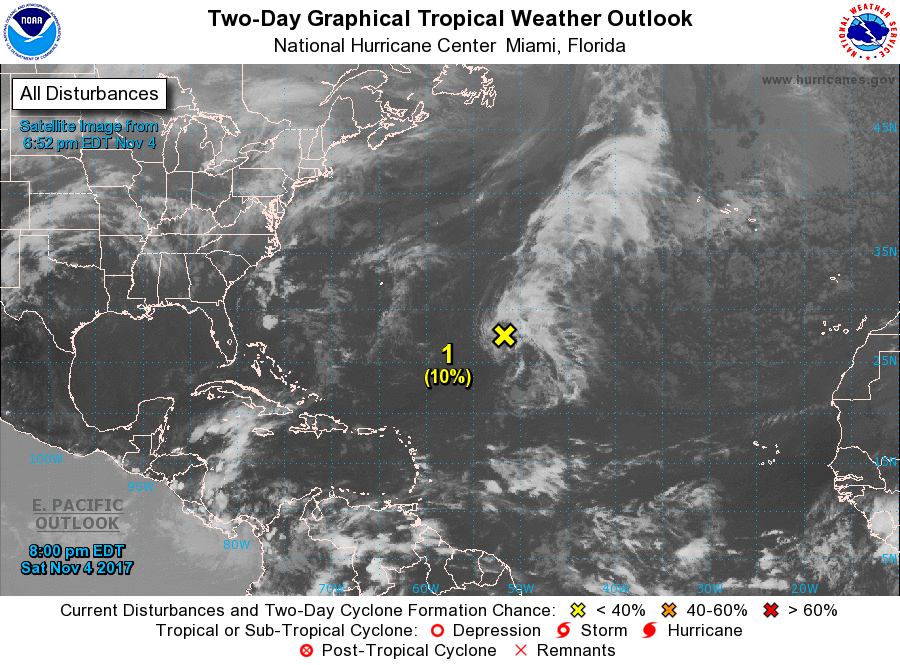 Two-Day Graphical Tropical Weather Outlook
National Hurricane Center Miami, Florida
NOAA
NATIONAL WEATHER SERVICE
www.hurricanes.gov
All Disturbances
Satellite Image from
6:52 pm EDT Nov 4
45N
35N
1
(10%)
25N
100W
15N
90W
E. PACIFIC
OUTLOOK
80W
8:00 pm EDT
Sat Nov 4 2017
5N
70W
60W
50W
40W
30W
20W
Current Disturbances and Two-Day Cyclone Formation Chance: < 40% 40-60% > 60%
Tropical or Sub-Tropical Cyclone: Depression Storm Hurricane
Post-Tropical Cyclone Remnants